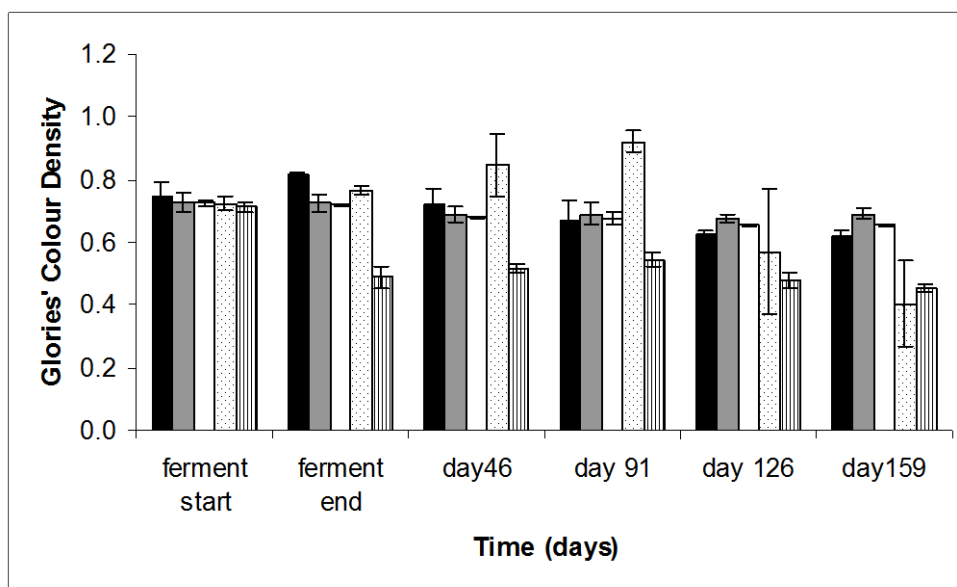 1.2
1.0
0.8
0.6
0.4
0.2
0.0
Glories' Colour Density
ferment start
ferment end
day46
day 91
day 126
day159
Time (days)